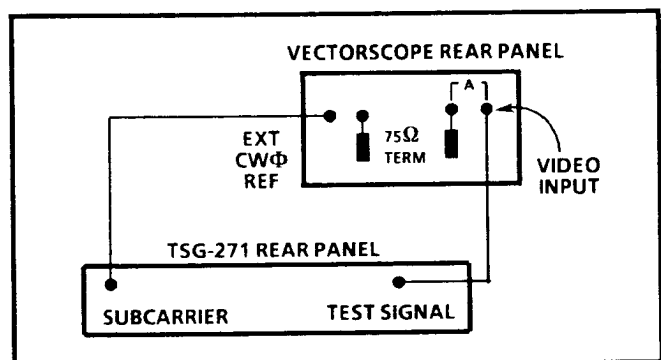 VECTORSCOPE REAR PANEL
A
EXT
CWΦ
REF
75Ω
TERM
VIDEO
INPUT
TSG-271 REAR PANEL
SUBCARRIER
TEST SIGNAL